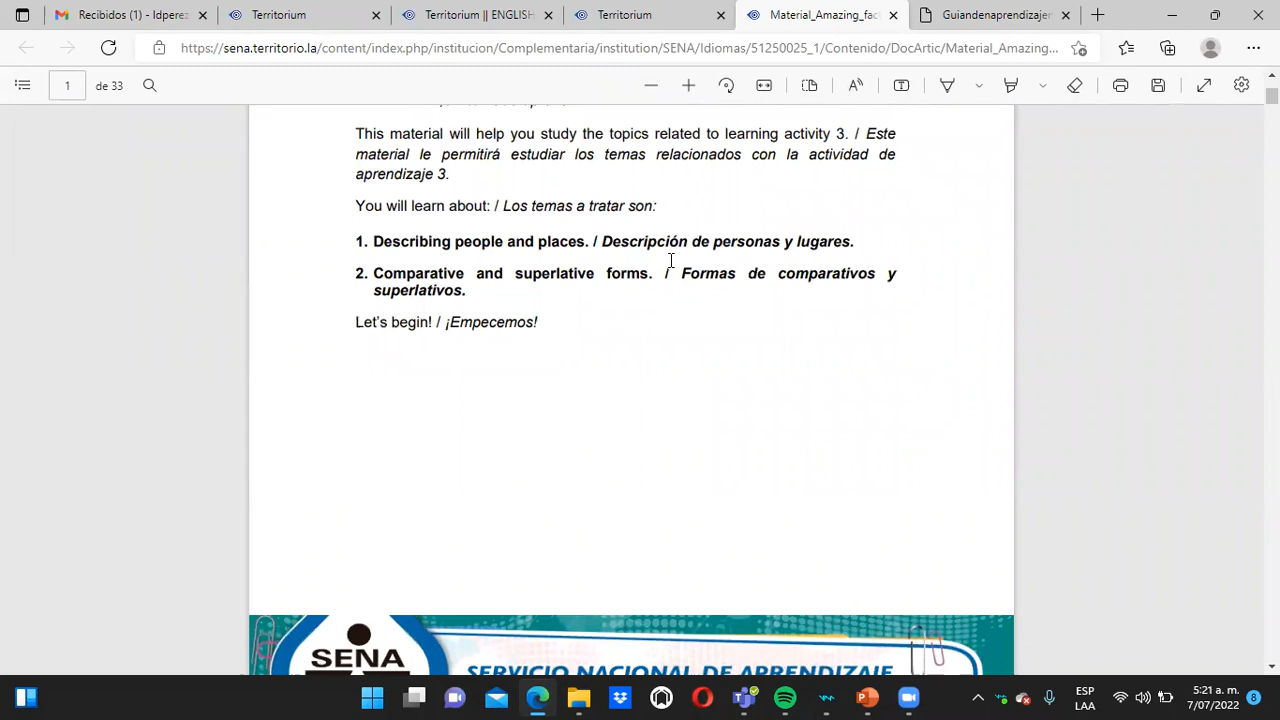 Recibidos (1) - ldperez
Territorium
Territorium || ENGLISH
Territorium
Material_Amazing_fac
Guiandenaprendizaje
https://sena.territorio.la/content/index.php/institucion/Complementaria/institution/SENA/Idiomas/51250025_1/Contenido/DocArtic/Material_Amazing_...
1 de 33
This material will help you study the topics related to learning activity 3. / Este
material le permitirá estudiar los temas relacionados con la actividad de
aprendizaje 3.
You will learn about: / Los temas a tratar son:
1. Describing people and places. / Descripción de personas y lugares.
2. Comparative and superlative forms. / Formas de comparativos y
superlativos.
Let's begin! / ¡Empecemos!
SENA
SERVICIO NACIONAL DE APRENDIZAJE
ESP
LAA
5:21 a. m.
7/07/2022
8